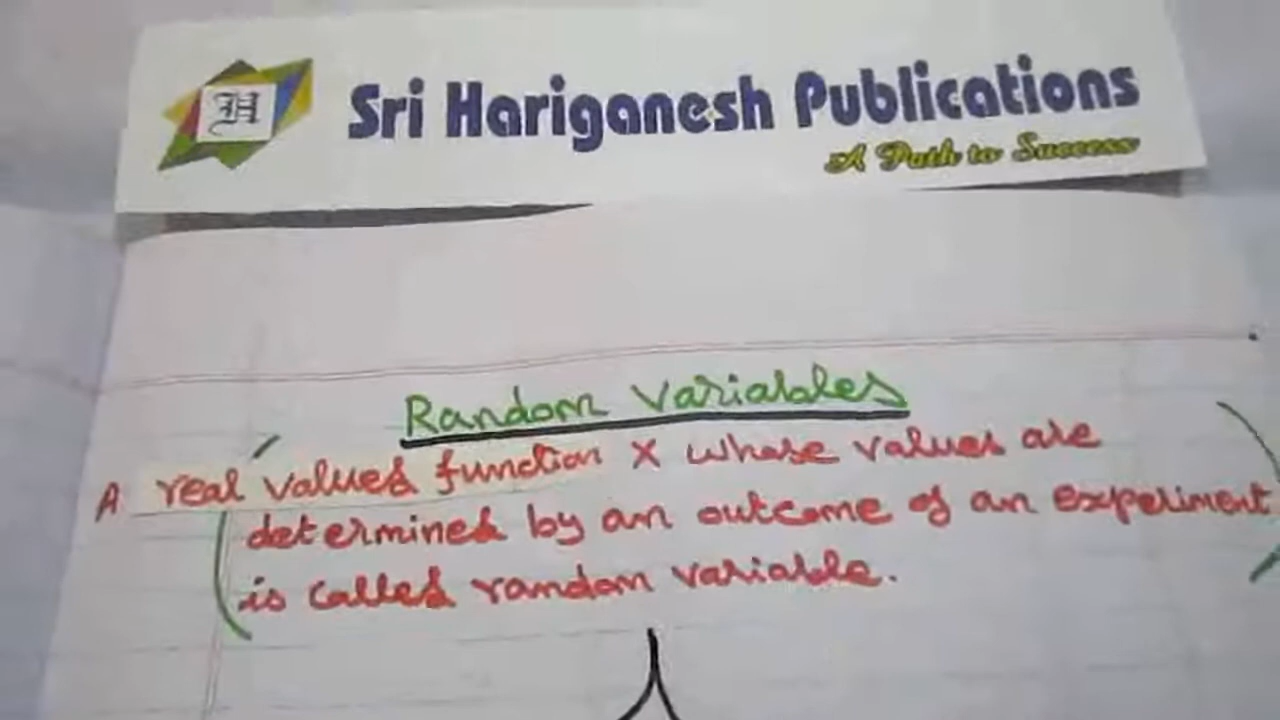 H
Sri Hariganesh Publications
A Path to Success
Random Variables
A real valued function X whose values are
determined by an outcome of an experiment
is called random variable.